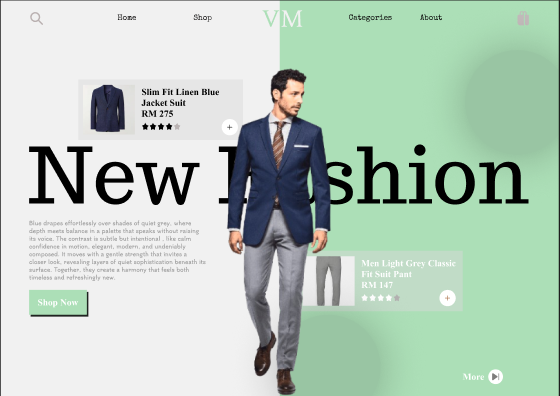 Home
Shop
VM
Categories
About
Slim Fit Linen Blue
Jacket Suit
RM 275
+
New F shion
Blue dropes effortlessly over shades of quiet grey, where
depth meets balance in a palette that speaks without raising
its voice. The contrast is subtle but intentional , like calm
confidence in motion, elegant, modern, and undeniably
composed. It moves with a gentle strength that invites a
closer look, revealing layers of quiet sophistication beneath its
surface. Together, they create a harmony that feels both
timeless and refreshingly new.
Men Light Grey Classic
Fit Suit Pant
RM 147
+
Shop Now
More